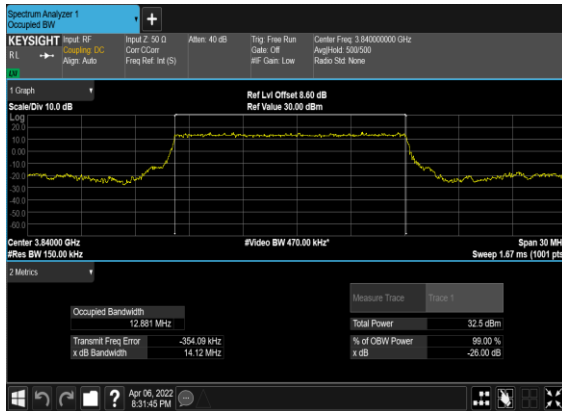 Spectrum Analyzer 1
Occupied BW
+
KEYSIGHT Input: RF Input Z: 50 Ω Atten: 40 dB Trig: Free Run Center Freq: 3.840000000 GHz
RL Coupling: DC Corr CCorr Gate: Off Avg|Hold: 500/500
Align: Auto Freq Ref: Int (S) #IF Gain: Low Radio Std: None
1 Graph
Ref Lvl Offset 8.60 dB
Scale/Div 10.0 dB Ref Value 30.00 dBm
Log
20.0
10.0
0.00
-10.0
-20.0
-30.0
-40.0
-50.0
-60.0
Center 3.84000 GHz #Video BW 470.00 kHz* Span 30 MH
#Res BW 150.00 kHz Sweep 1.67 ms (1001 pts
2 Metrics
Measure Trace Trace 1
Occupied Bandwidth
12.881 MHz Total Power 32.5 dBm
Transmit Freq Error -354.09 kHz % of OBW Power 99.00 %
x dB Bandwidth 14.12 MHz x dB -26.00 dB
? Apr 06, 2022
8:31:45 PM